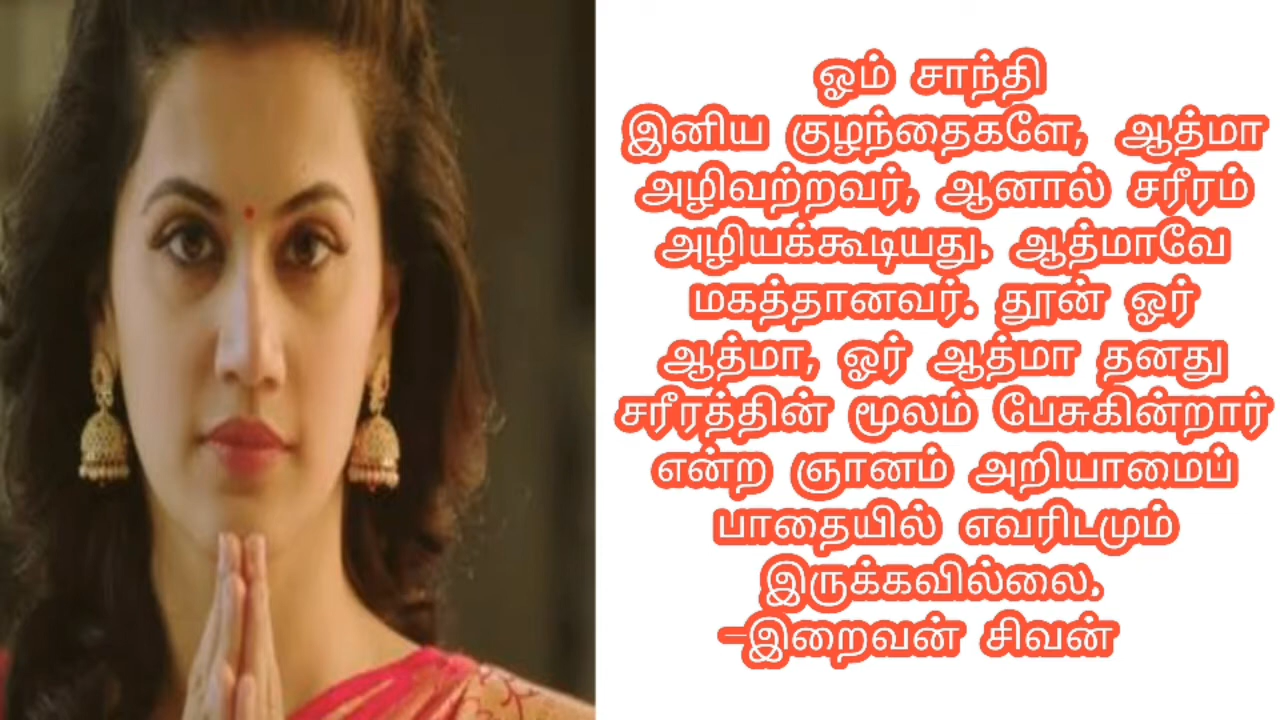 ஓம் சாந்தி
இனிய குழந்தைகளே, ஆத்மா
அழிவற்றவர், ஆனால் சரீரம்
அழியக்கூடியது. ஆத்மாவே
மகத்தானவர். தூன் ஓர்
ஆத்மா, ஓர் ஆத்மா தனது
சரீரத்தின் மூலம் பேசுகின்றார்
என்ற ஞானம் அறியாமைப்
பாதையில் எவரிடமும்
இருக்கவில்லை.
-இறைவன் சிவன்